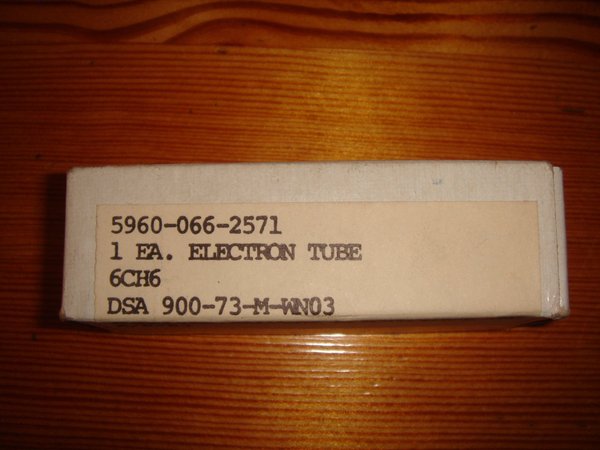 5960-066-2571
1 EA. ELECTRON TUBE
6CH6
DSA 900-73-M-WN03